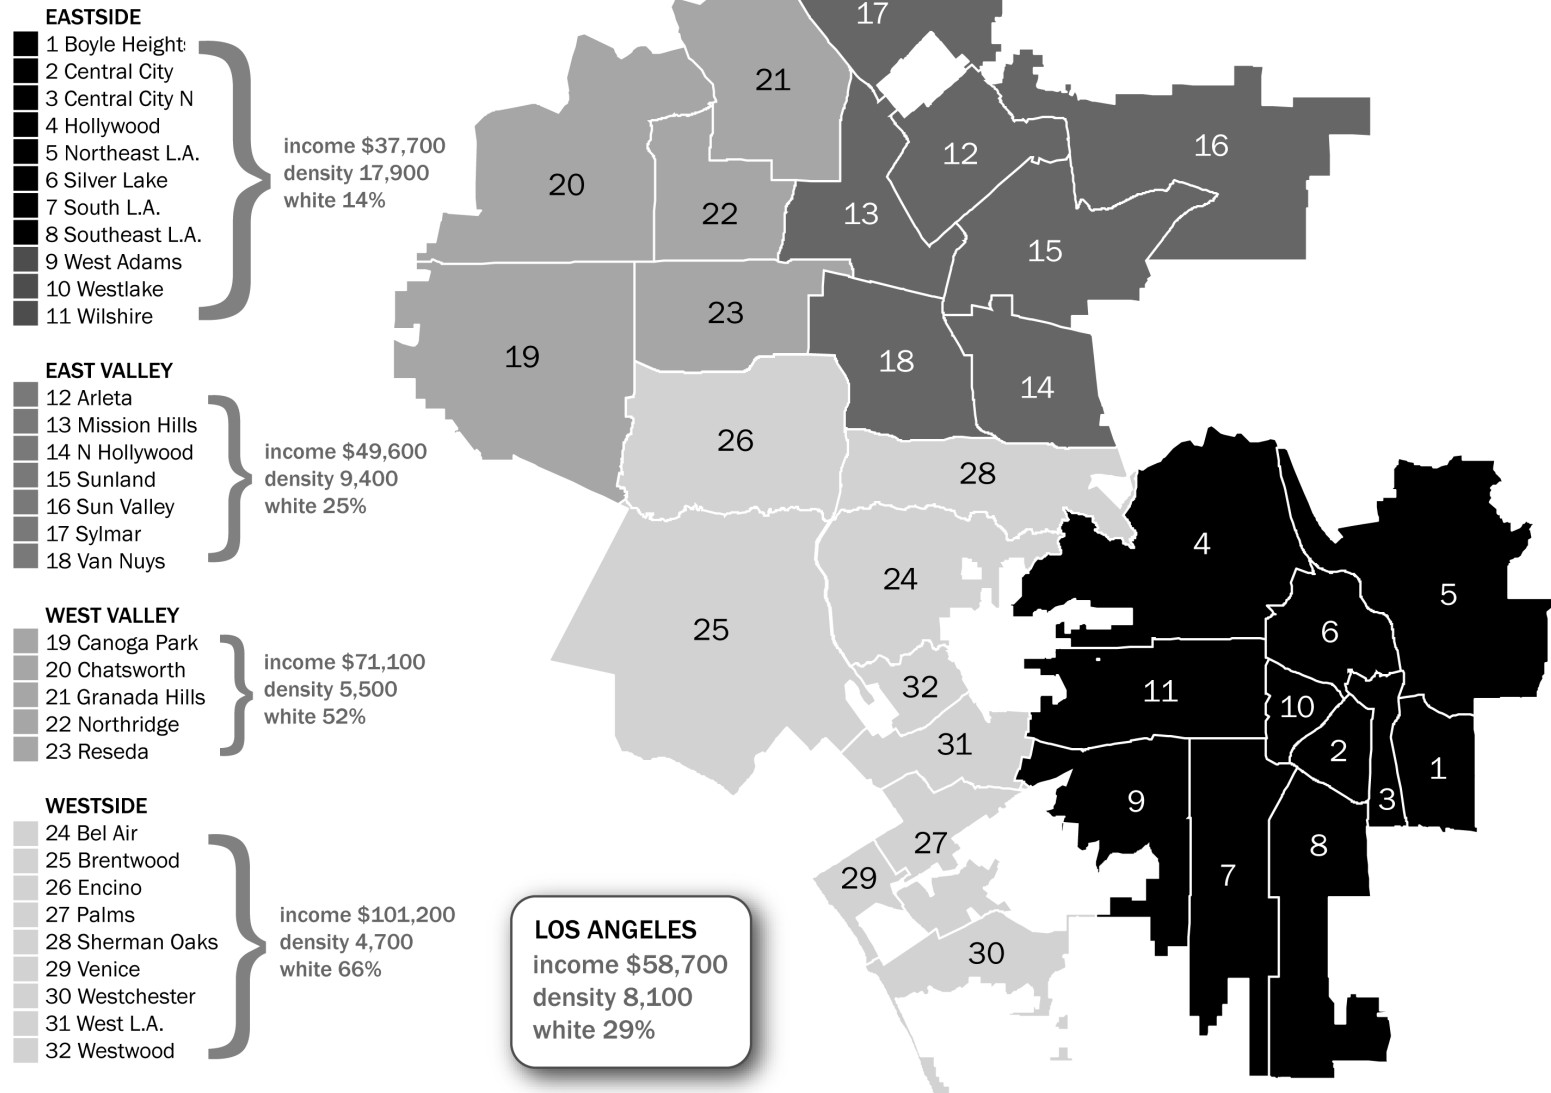 EASTSIDE
1 Boyle Heights
2 Central City
3 Central City N
4 Hollywood
5 Northeast L.A.
6 Silver Lake
7 South L.A.
8 Southeast L.A.
9 West Adams
10 Westlake
11 Wilshire
income $37,700
density 17,900
white 14%
EAST VALLEY
12 Arleta
13 Mission Hills
14 N Hollywood
15 Sunland
16 Sun Valley
17 Sylmar
18 Van Nuys
income $49,600
density 9,400
white 25%
WEST VALLEY
19 Canoga Park
20 Chatsworth
21 Granada Hills
22 Northridge
23 Reseda
income $71,100
density 5,500
white 52%
WESTSIDE
24 Bel Air
25 Brentwood
26 Encino
27 Palms
28 Sherman Oaks
29 Venice
30 Westchester
31 West L.A.
32 Westwood
income $101,200
density 4,700
white 66%
LOS ANGELES
income $58,700
density 8,100
white 29%
17
21
16
12
20
22
13
15
23
19
18
14
26
28
4
24
5
25
6
32
11
10
31
2
1
9
3
27
8
29
7
30